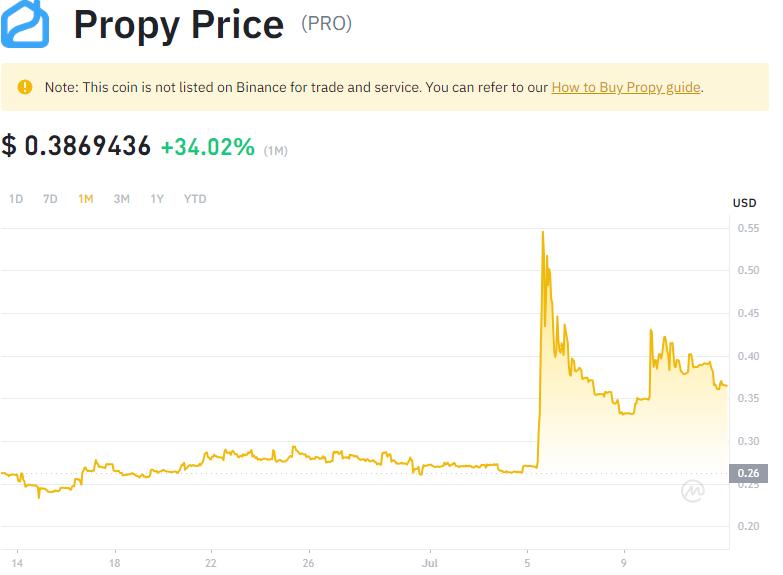 Propy Price (PRO)
Note: This coin is not listed on Binance for trade and service. You can refer to our How to Buy Propy guide.
$ 0.3869436 +34.02% (1M)
1D 7D 1M 3M 1Y YTD
USD
0.55
0.50
0.45
0.40
0.35
0.30
0.26
0.25
0.20
14 18 22 26 Jul 5 9